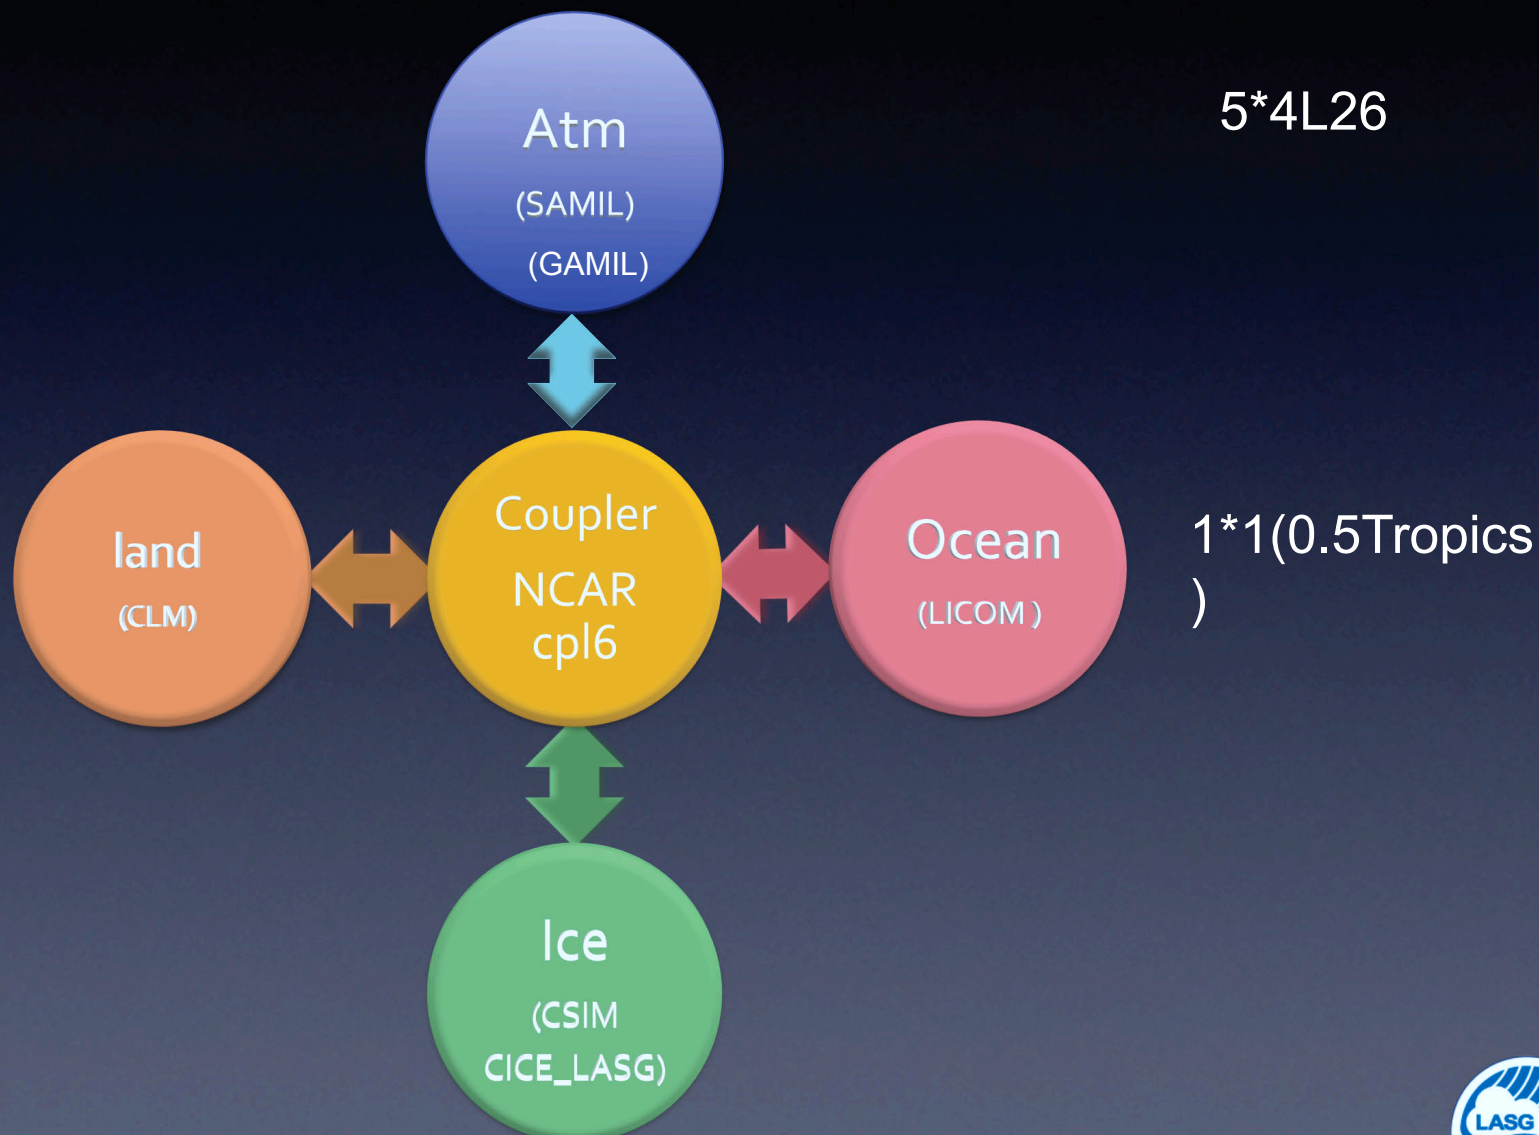 Atm
(SAMIL)
(GAMIL)
5*4L26
land
(CLM)
Coupler
NCAR
cpl6
Ocean
(LICOM )
1*1(0.5Tropics
)
Ice
(CSIM
CICE_LASG)
LASG